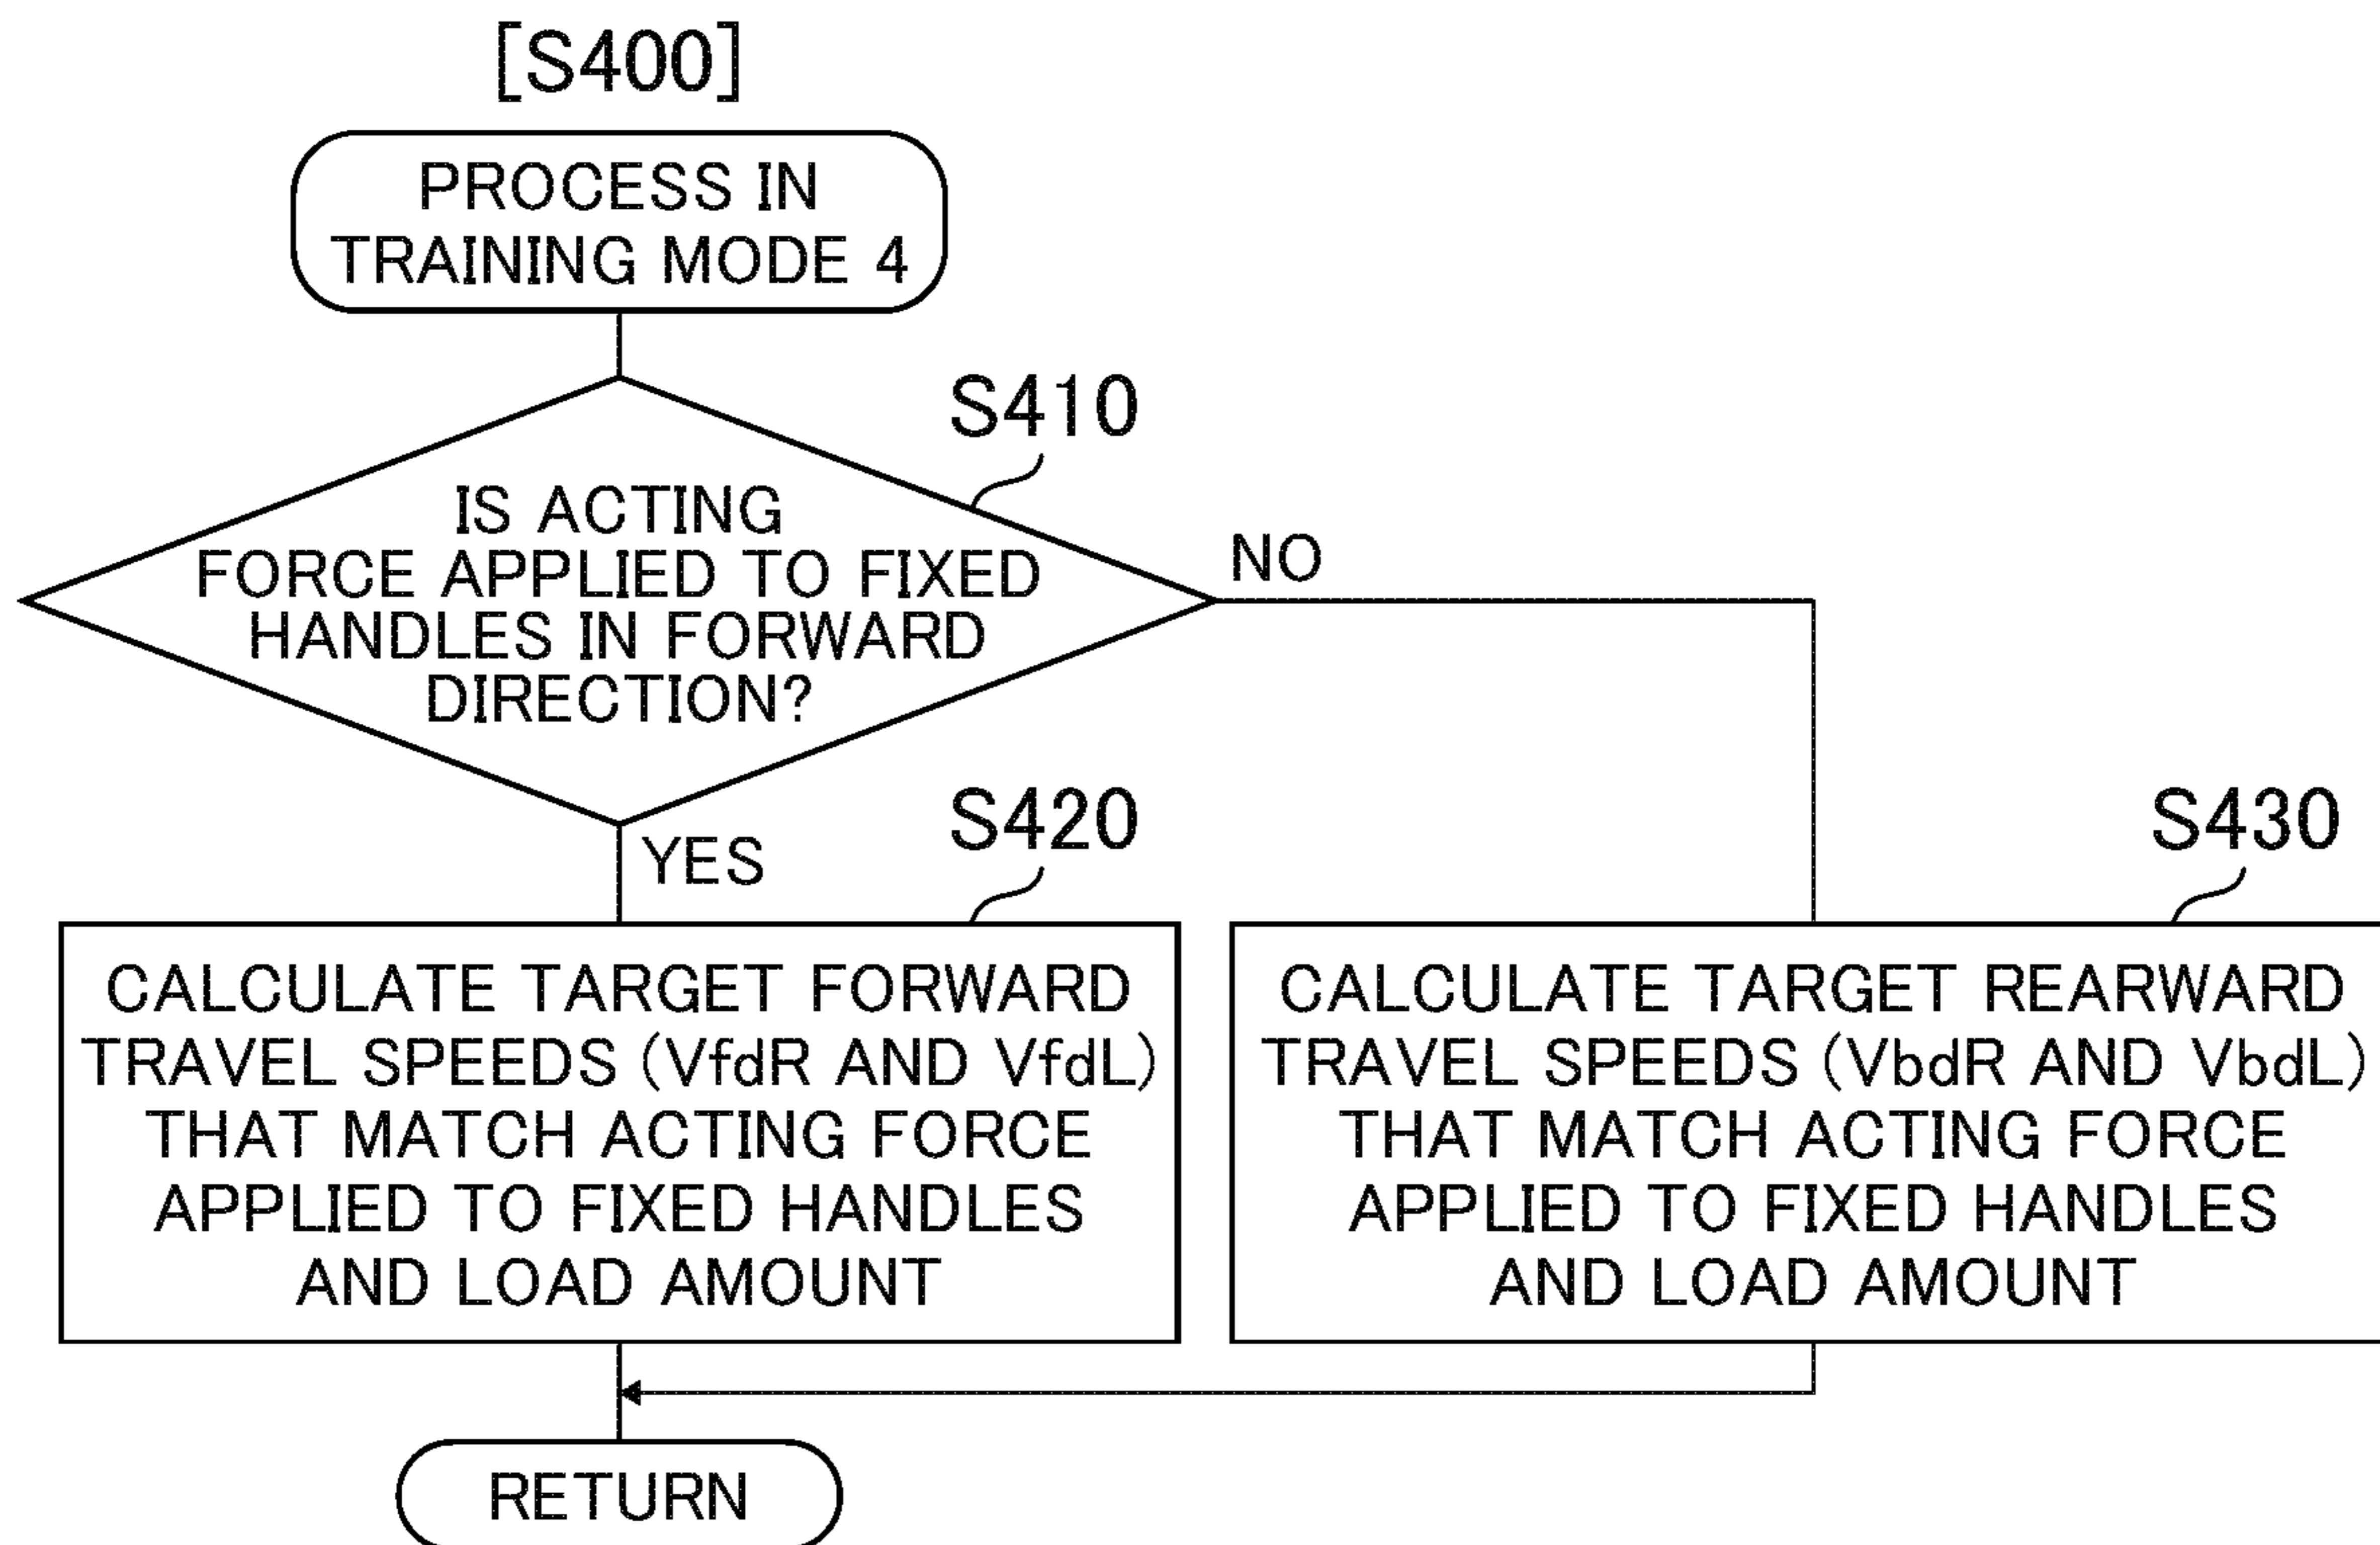 [S400]
PROCESS IN
TRAINING MODE 4
S410
IS ACTING
FORCE APPLIED TO FIXED
HANDLES IN FORWARD
DIRECTION?
NO
YES
S420
CALCULATE TARGET FORWARD
TRAVEL SPEEDS (VfdR AND VfdL)
THAT MATCH ACTING FORCE
APPLIED TO FIXED HANDLES
AND LOAD AMOUNT
S430
CALCULATE TARGET REARWARD
TRAVEL SPEEDS (VbdR AND VbdL)
THAT MATCH ACTING FORCE
APPLIED TO FIXED HANDLES
AND LOAD AMOUNT
RETURN